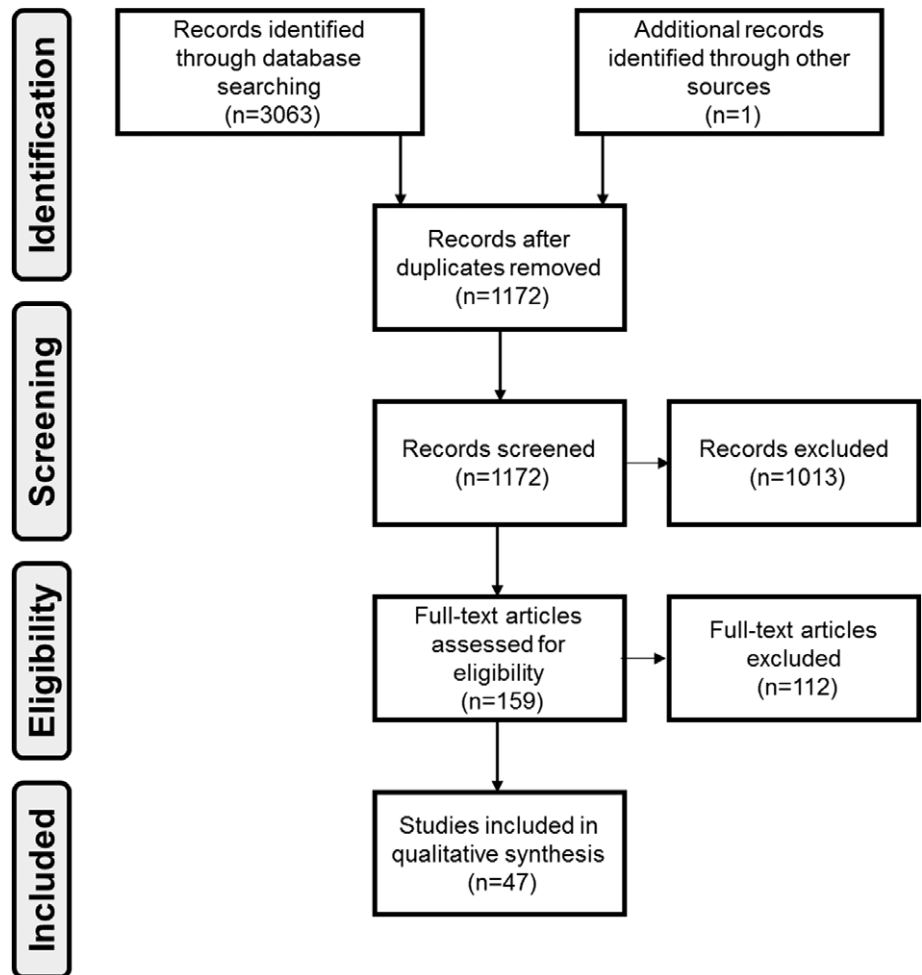 Identification
Records identified
through database
searching
(n=3063)
Additional records
identified through other
sources
(n=1)
Records after
duplicates removed
(n=1172)
Screening
Records screened
(n=1172)
Records excluded
(n=1013)
Eligibility
Full-text articles
assessed for
eligibility
(n=159)
Full-text articles
excluded
(n=112)
Included
Studies included in
qualitative synthesis
(n=47)